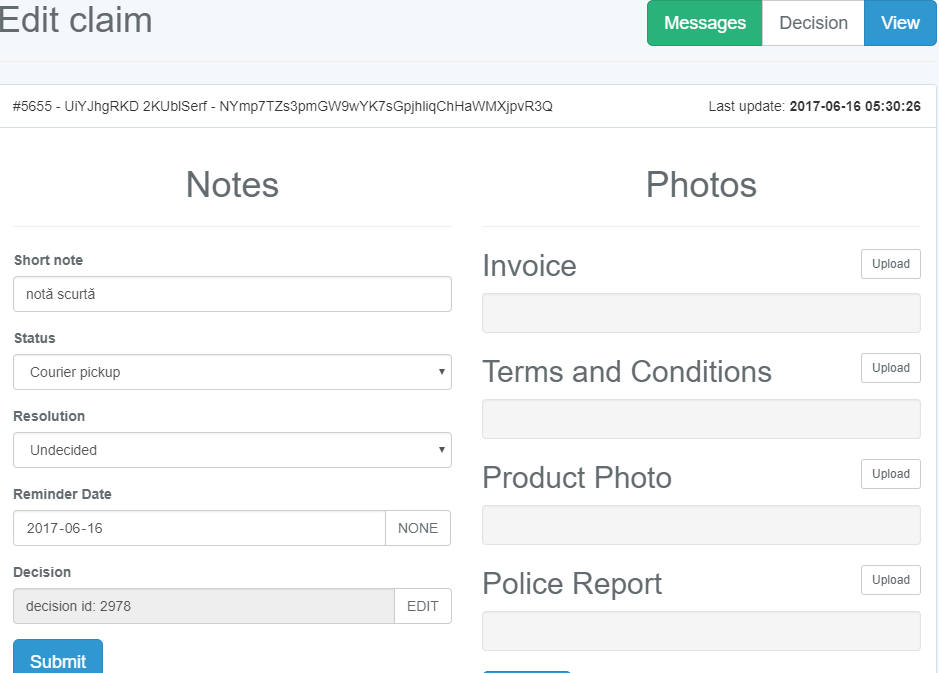 Edit claim
Messages
Decision
View
#5655 - UiYJhgRKD 2KUblSerf - NYmp7TZs3pmGW9wYK7sGpjhliqChHaWMXjpvR3Q
Last update: 2017-06-16 05:30:26
Notes
Short note
notă scurtă
Status
Courier pickup
Resolution
Undecided
Reminder Date
2017-06-16
NONE
Decision
decision id: 2978
EDIT
Submit
Photos
Invoice
Upload
Terms and Conditions
Upload
Product Photo
Upload
Police Report
Upload